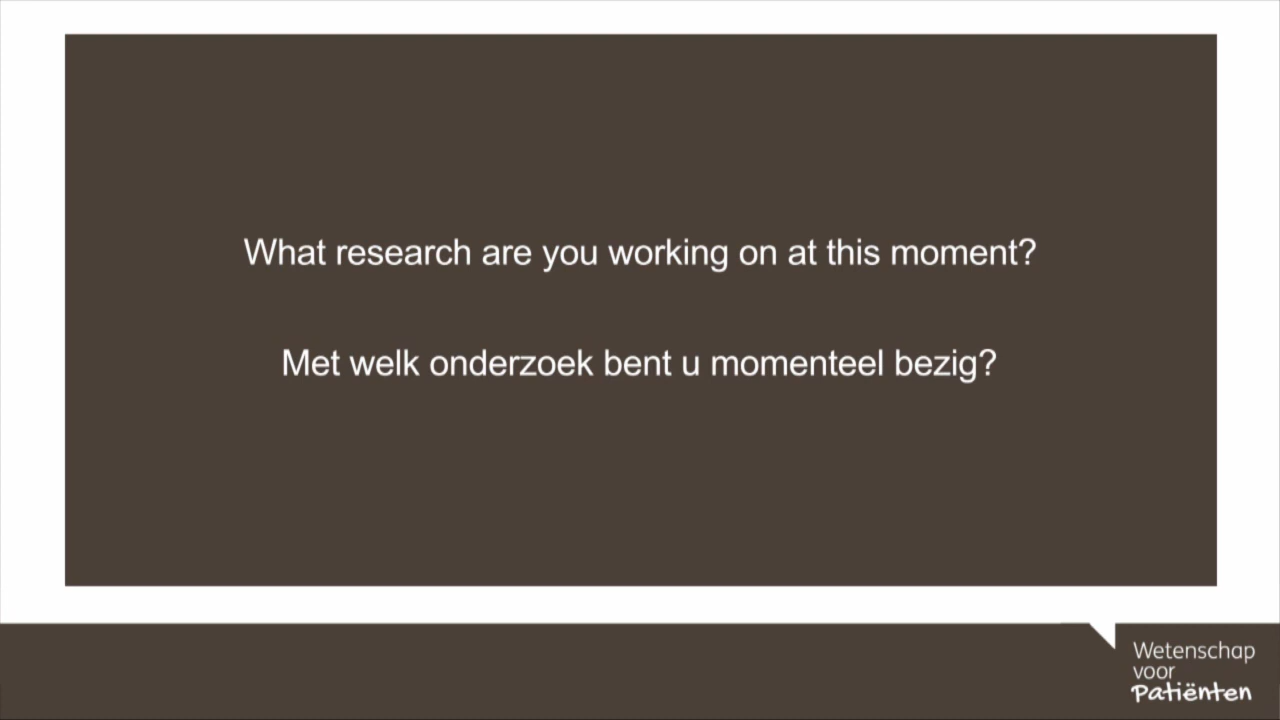 What research are you working on at this moment?
Met welk onderzoek bent u momenteel bezig?
Wetenschap
voor
Patiënten